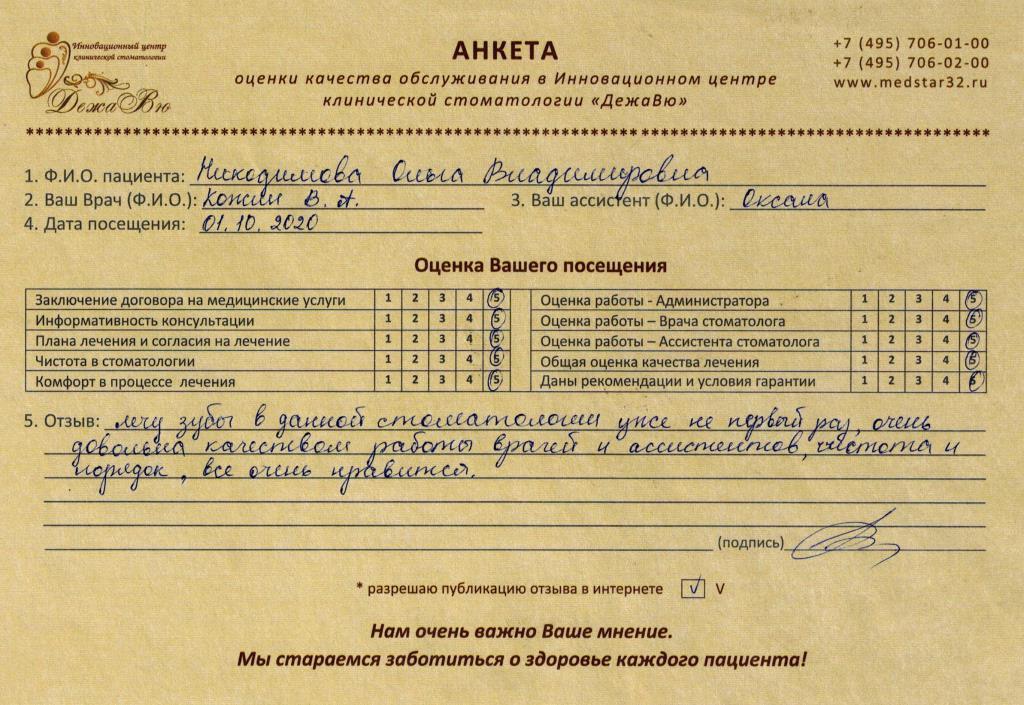 Инновационный центр
клинической стоматологии
ДежаВю
АНКЕТА
оценки качества обслуживания в Инновационном центре
клинической стоматологии «ДежаВю»
+7 (495) 706-01-00
+7 (495) 706-02-00
www.medstar32.ru
1. Ф.И.О. пациента: Никодимова Ольга Владимировна
2. Ваш Врач (Ф.И.О.): Кожин В. А. 3. Ваш ассистент (Ф.И.О.): Оксана
4. Дата посещения: 01.10.2020
Оценка Вашего посещения
Заключение договора на медицинские услуги 1 2 3 4 5
Информативность консультации 1 2 3 4 5
Плана лечения и согласия на лечение 1 2 3 4 5
Чистота в стоматологии 1 2 3 4 5
Комфорт в процессе лечения 1 2 3 4 5
Оценка работы - Администратора 1 2 3 4 5
Оценка работы – Врача стоматолога 1 2 3 4 5
Оценка работы – Ассистента стоматолога 1 2 3 4 5
Общая оценка качества лечения 1 2 3 4 5
Даны рекомендации и условия гарантии 1 2 3 4 5
5. Отзыв: лечу зубы в данной стоматологии уже не первый раз, очень
довольна качеством работы врачей и ассистентов, чистота и
порядок, все очень нравится.
(подпись)
* разрешаю публикацию отзыва в интернете V
Нам очень важно Ваше мнение.
Мы стараемся заботиться о здоровье каждого пациента!